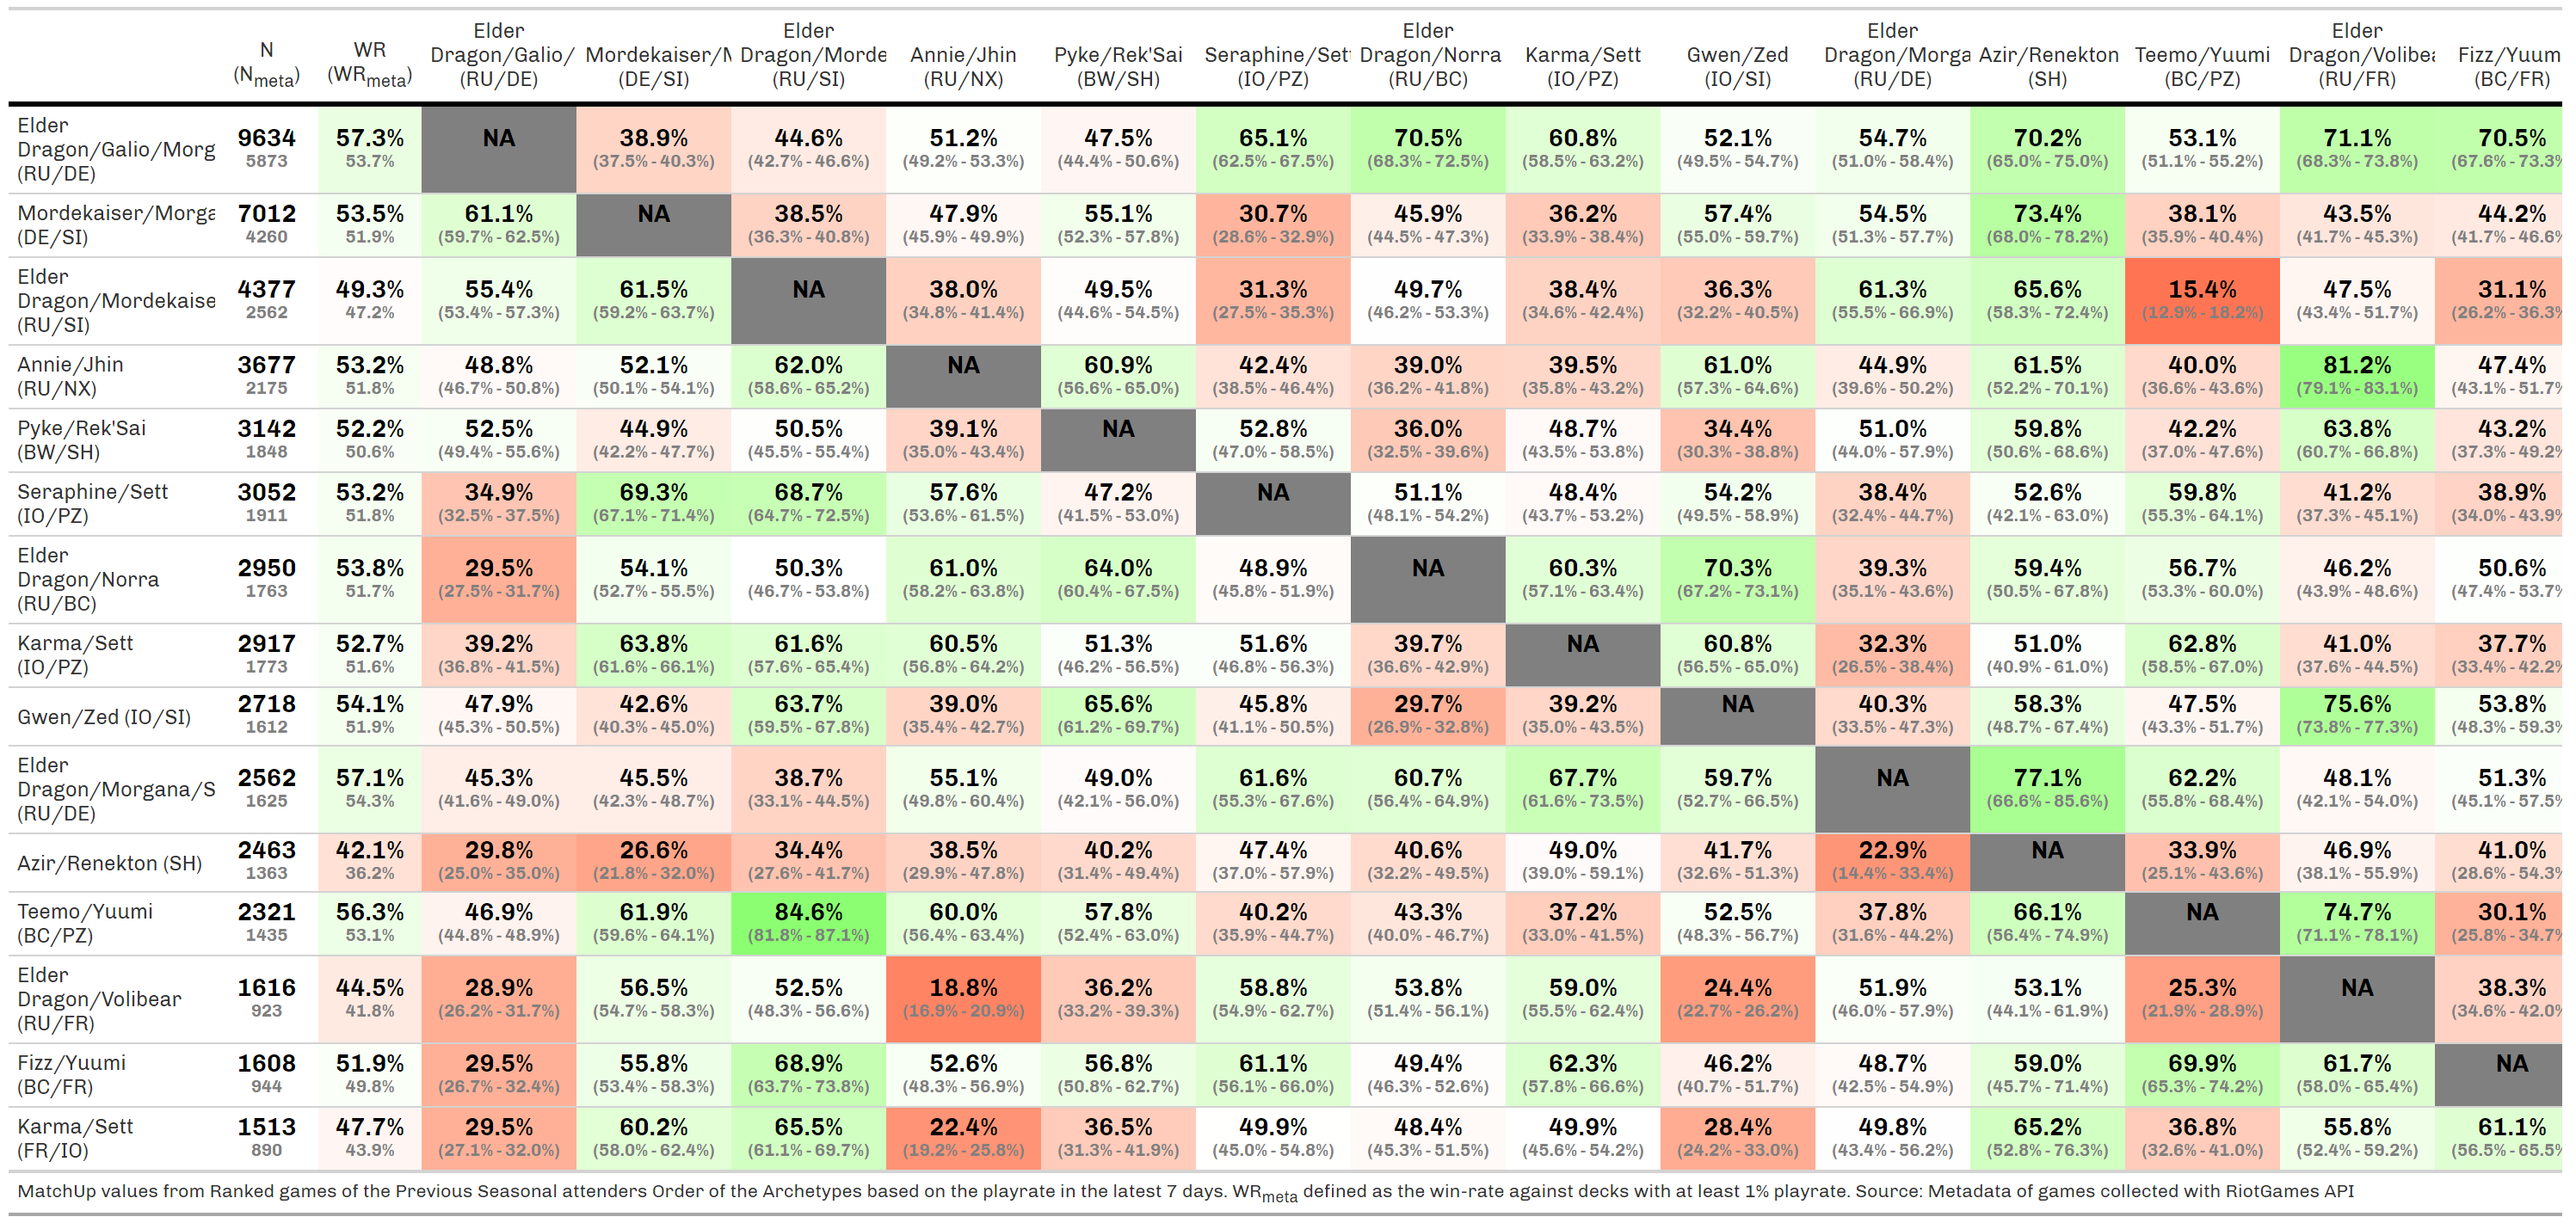 N (Nmeta) WR (WRmeta) Elder Dragon/Galio/ (RU/DE) Mordekaiser/M (DE/SI) Elder Dragon/Morde (RU/SI) Annie/Jhin (RU/NX) Pyke/Rek'Sai (BW/SH) Seraphine/Sett (IO/PZ) Elder Dragon/Norra (RU/BC) Karma/Sett (IO/PZ) Gwen/Zed (IO/SI) Elder Dragon/Morga (RU/DE) Azir/Renekton (SH) Teemo/Yuumi (BC/PZ) Elder Dragon/Volibea (RU/FR) Fizz/Yuum (BC/FR)
Elder Dragon/Galio/Morg (RU/DE) 9634 57.3% NA 38.9% 44.6% 51.2% 47.5% 65.1% 70.5% 60.8% 52.1% 54.7% 70.2% 53.1% 71.1% 70.5%
5873 53.7% (37.5% - 40.3%) (42.7% - 46.6%) (49.2% - 53.3%) (44.4% - 50.6%) (62.5% - 67.5%) (68.3% - 72.5%) (58.5% - 63.2%) (49.5% - 54.7%) (51.0% - 58.4%) (65.0% - 75.0%) (51.1% - 55.2%) (68.3% - 73.8%) (67.6% - 73.3%
Mordekaiser/Morga (DE/SI) 7012 53.5% 61.1% NA 38.5% 47.9% 55.1% 30.7% 45.9% 36.2% 57.4% 54.5% 73.4% 38.1% 43.5% 44.2%
4260 51.9% (59.7% - 62.5%) (36.3% - 40.8%) (45.9% - 49.9%) (52.3% - 57.8%) (28.6% - 32.9%) (44.5% - 47.3%) (33.9% - 38.4%) (55.0% - 59.7%) (51.3% - 57.7%) (68.0% - 78.2%) (35.9% - 40.4%) (41.7% - 45.3%) (41.7% - 46.6%
Elder Dragon/Mordekaise (RU/SI) 4377 49.3% 55.4% 61.5% NA 38.0% 49.5% 31.3% 49.7% 38.4% 36.3% 61.3% 65.6% 15.4% 47.5% 31.1%
2562 47.2% (53.4% - 57.3%) (59.2% - 63.7%) (34.8% - 41.4%) (44.6% - 54.5%) (27.5% - 35.3%) (46.2% - 53.3%) (34.6% - 42.4%) (32.2% - 40.5%) (55.5% - 66.9%) (58.3% - 72.4%) (12.9% - 18.2%) (43.4% - 51.7%) (26.2% - 36.3%
Annie/Jhin (RU/NX) 3677 53.2% 48.8% 52.1% 62.0% NA 60.9% 42.4% 39.0% 39.5% 61.0% 44.9% 61.5% 40.0% 81.2% 47.4%
2175 51.8% (46.7% - 50.8%) (50.1% - 54.1%) (58.6% - 65.2%) (56.6% - 65.0%) (38.5% - 46.4%) (36.2% - 41.8%) (35.8% - 43.2%) (57.3% - 64.6%) (39.6% - 50.2%) (52.2% - 70.1%) (36.6% - 43.6%) (79.1% - 83.1%) (43.1% - 51.7%
Pyke/Rek'Sai (BW/SH) 3142 52.2% 52.5% 44.9% 50.5% 39.1% NA 52.8% 36.0% 48.7% 34.4% 51.0% 59.8% 42.2% 63.8% 43.2%
1848 50.6% (49.4% - 55.6%) (42.2% - 47.7%) (45.5% - 55.4%) (35.0% - 43.4%) (47.0% - 58.5%) (32.5% - 39.6%) (43.5% - 53.8%) (30.3% - 38.8%) (44.0% - 57.9%) (50.6% - 68.6%) (37.0% - 47.6%) (60.7% - 66.8%) (37.3% - 49.2%
Seraphine/Sett (IO/PZ) 3052 53.2% 34.9% 69.3% 68.7% 57.6% 47.2% NA 51.1% 48.4% 54.2% 38.4% 52.6% 59.8% 41.2% 38.9%
1911 51.8% (32.5% - 37.5%) (67.1% - 71.4%) (64.7% - 72.5%) (53.6% - 61.5%) (41.5% - 53.0%) (48.1% - 54.2%) (43.7% - 53.2%) (49.5% - 58.9%) (32.4% - 44.7%) (42.1% - 63.0%) (55.3% - 64.1%) (37.3% - 45.1%) (34.0% - 43.9%
Elder Dragon/Norra (RU/BC) 2950 53.8% 29.5% 54.1% 50.3% 61.0% 64.0% 48.9% NA 60.3% 70.3% 39.3% 59.4% 56.7% 46.2% 50.6%
1763 51.7% (27.5% - 31.7%) (52.7% - 55.5%) (46.7% - 53.8%) (58.2% - 63.8%) (60.4% - 67.5%) (45.8% - 51.9%) (57.1% - 63.4%) (67.2% - 73.1%) (35.1% - 43.6%) (50.5% - 67.8%) (53.3% - 60.0%) (43.9% - 48.6%) (47.4% - 53.7%
Karma/Sett (IO/PZ) 2917 52.7% 39.2% 63.8% 61.6% 60.5% 51.3% 51.6% 39.7% NA 60.8% 32.3% 51.0% 62.8% 41.0% 37.7%
1773 51.6% (36.8% - 41.5%) (61.6% - 66.1%) (57.6% - 65.4%) (56.8% - 64.2%) (46.2% - 56.5%) (46.8% - 56.3%) (36.6% - 42.9%) (56.5% - 65.0%) (26.5% - 38.4%) (40.9% - 61.0%) (58.5% - 67.0%) (37.6% - 44.5%) (33.4% - 42.2%
Gwen/Zed (IO/SI) 2718 54.1% 47.9% 42.6% 63.7% 39.0% 65.6% 45.8% 29.7% 39.2% NA 40.3% 58.3% 47.5% 75.6% 53.8%
1612 51.9% (45.3% - 50.5%) (40.3% - 45.0%) (59.5% - 67.8%) (35.4% - 42.7%) (61.2% - 69.7%) (41.1% - 50.5%) (26.9% - 32.8%) (35.0% - 43.5%) (33.5% - 47.3%) (48.7% - 67.4%) (43.3% - 51.7%) (73.8% - 77.3%) (48.3% - 59.3%
Elder Dragon/Morgana/S (RU/DE) 2562 57.1% 45.3% 45.5% 38.7% 55.1% 49.0% 61.6% 60.7% 67.7% 59.7% NA 77.1% 62.2% 48.1% 51.3%
1625 54.3% (41.6% - 49.0%) (42.3% - 48.7%) (33.1% - 44.5%) (49.8% - 60.4%) (42.1% - 56.0%) (55.3% - 67.6%) (56.4% - 64.9%) (61.6% - 73.5%) (52.7% - 66.5%) (66.6% - 85.6%) (55.8% - 68.4%) (42.1% - 54.0%) (45.1% - 57.5%
Azir/Renekton (SH) 2463 42.1% 29.8% 26.6% 34.4% 38.5% 40.2% 47.4% 40.6% 49.0% 41.7% 22.9% NA 33.9% 46.9% 41.0%
1363 36.2% (25.0% - 35.0%) (21.8% - 32.0%) (27.6% - 41.7%) (29.9% - 47.8%) (31.4% - 49.4%) (37.0% - 57.9%) (32.2% - 49.5%) (39.0% - 59.1%) (32.6% - 51.3%) (14.4% - 33.4%) (25.1% - 43.6%) (38.1% - 55.9%) (28.6% - 54.3%
Teemo/Yuumi (BC/PZ) 2321 56.3% 46.9% 61.9% 84.6% 60.0% 57.8% 40.2% 43.3% 37.2% 52.5% 37.8% 66.1% NA 74.7% 30.1%
1435 53.1% (44.8% - 48.9%) (59.6% - 64.1%) (81.8% - 87.1%) (56.4% - 63.4%) (52.4% - 63.0%) (35.9% - 44.7%) (40.0% - 46.7%) (33.0% - 41.5%) (48.3% - 56.7%) (31.6% - 44.2%) (56.4% - 74.9%) (71.1% - 78.1%) (25.8% - 34.7%
Elder Dragon/Volibear (RU/FR) 1616 44.5% 28.9% 56.5% 52.5% 18.8% 36.2% 58.8% 53.8% 59.0% 24.4% 51.9% 53.1% 25.3% NA 38.3%
923 41.8% (26.2% - 31.7%) (54.7% - 58.3%) (48.3% - 56.6%) (16.9% - 20.9%) (33.2% - 39.3%) (54.9% - 62.7%) (51.4% - 56.1%) (55.5% - 62.4%) (22.7% - 26.2%) (46.0% - 57.9%) (44.1% - 61.9%) (21.9% - 28.9%) (34.6% - 42.0%
Fizz/Yuumi (BC/FR) 1608 51.9% 29.5% 55.8% 68.9% 52.6% 56.8% 61.1% 49.4% 62.3% 46.2% 48.7% 59.0% 69.9% 61.7% NA
944 49.8% (26.7% - 32.4%) (53.4% - 58.3%) (63.7% - 73.8%) (48.3% - 56.9%) (50.8% - 62.7%) (56.1% - 66.0%) (46.3% - 52.6%) (57.8% - 66.6%) (40.7% - 51.7%) (42.5% - 54.9%) (45.7% - 71.4%) (65.3% - 74.2%) (58.0% - 65.4%)
Karma/Sett (FR/IO) 1513 47.7% 29.5% 60.2% 65.5% 22.4% 36.5% 49.9% 48.4% 49.9% 28.4% 49.8% 65.2% 36.8% 55.8% 61.1%
890 43.9% (27.1% - 32.0%) (58.0% - 62.4%) (61.1% - 69.7%) (19.2% - 25.8%) (31.3% - 41.9%) (45.0% - 54.8%) (45.3% - 51.5%) (45.6% - 54.2%) (24.2% - 33.0%) (43.4% - 56.2%) (52.8% - 76.3%) (32.6% - 41.0%) (52.4% - 59.2%) (56.5% - 65.5%
MatchUp values from Ranked games of the Previous Seasonal attenders Order of the Archetypes based on the playrate in the latest 7 days. WRmeta defined as the win-rate against decks with at least 1% playrate. Source: Metadata of games collected with RiotGames API